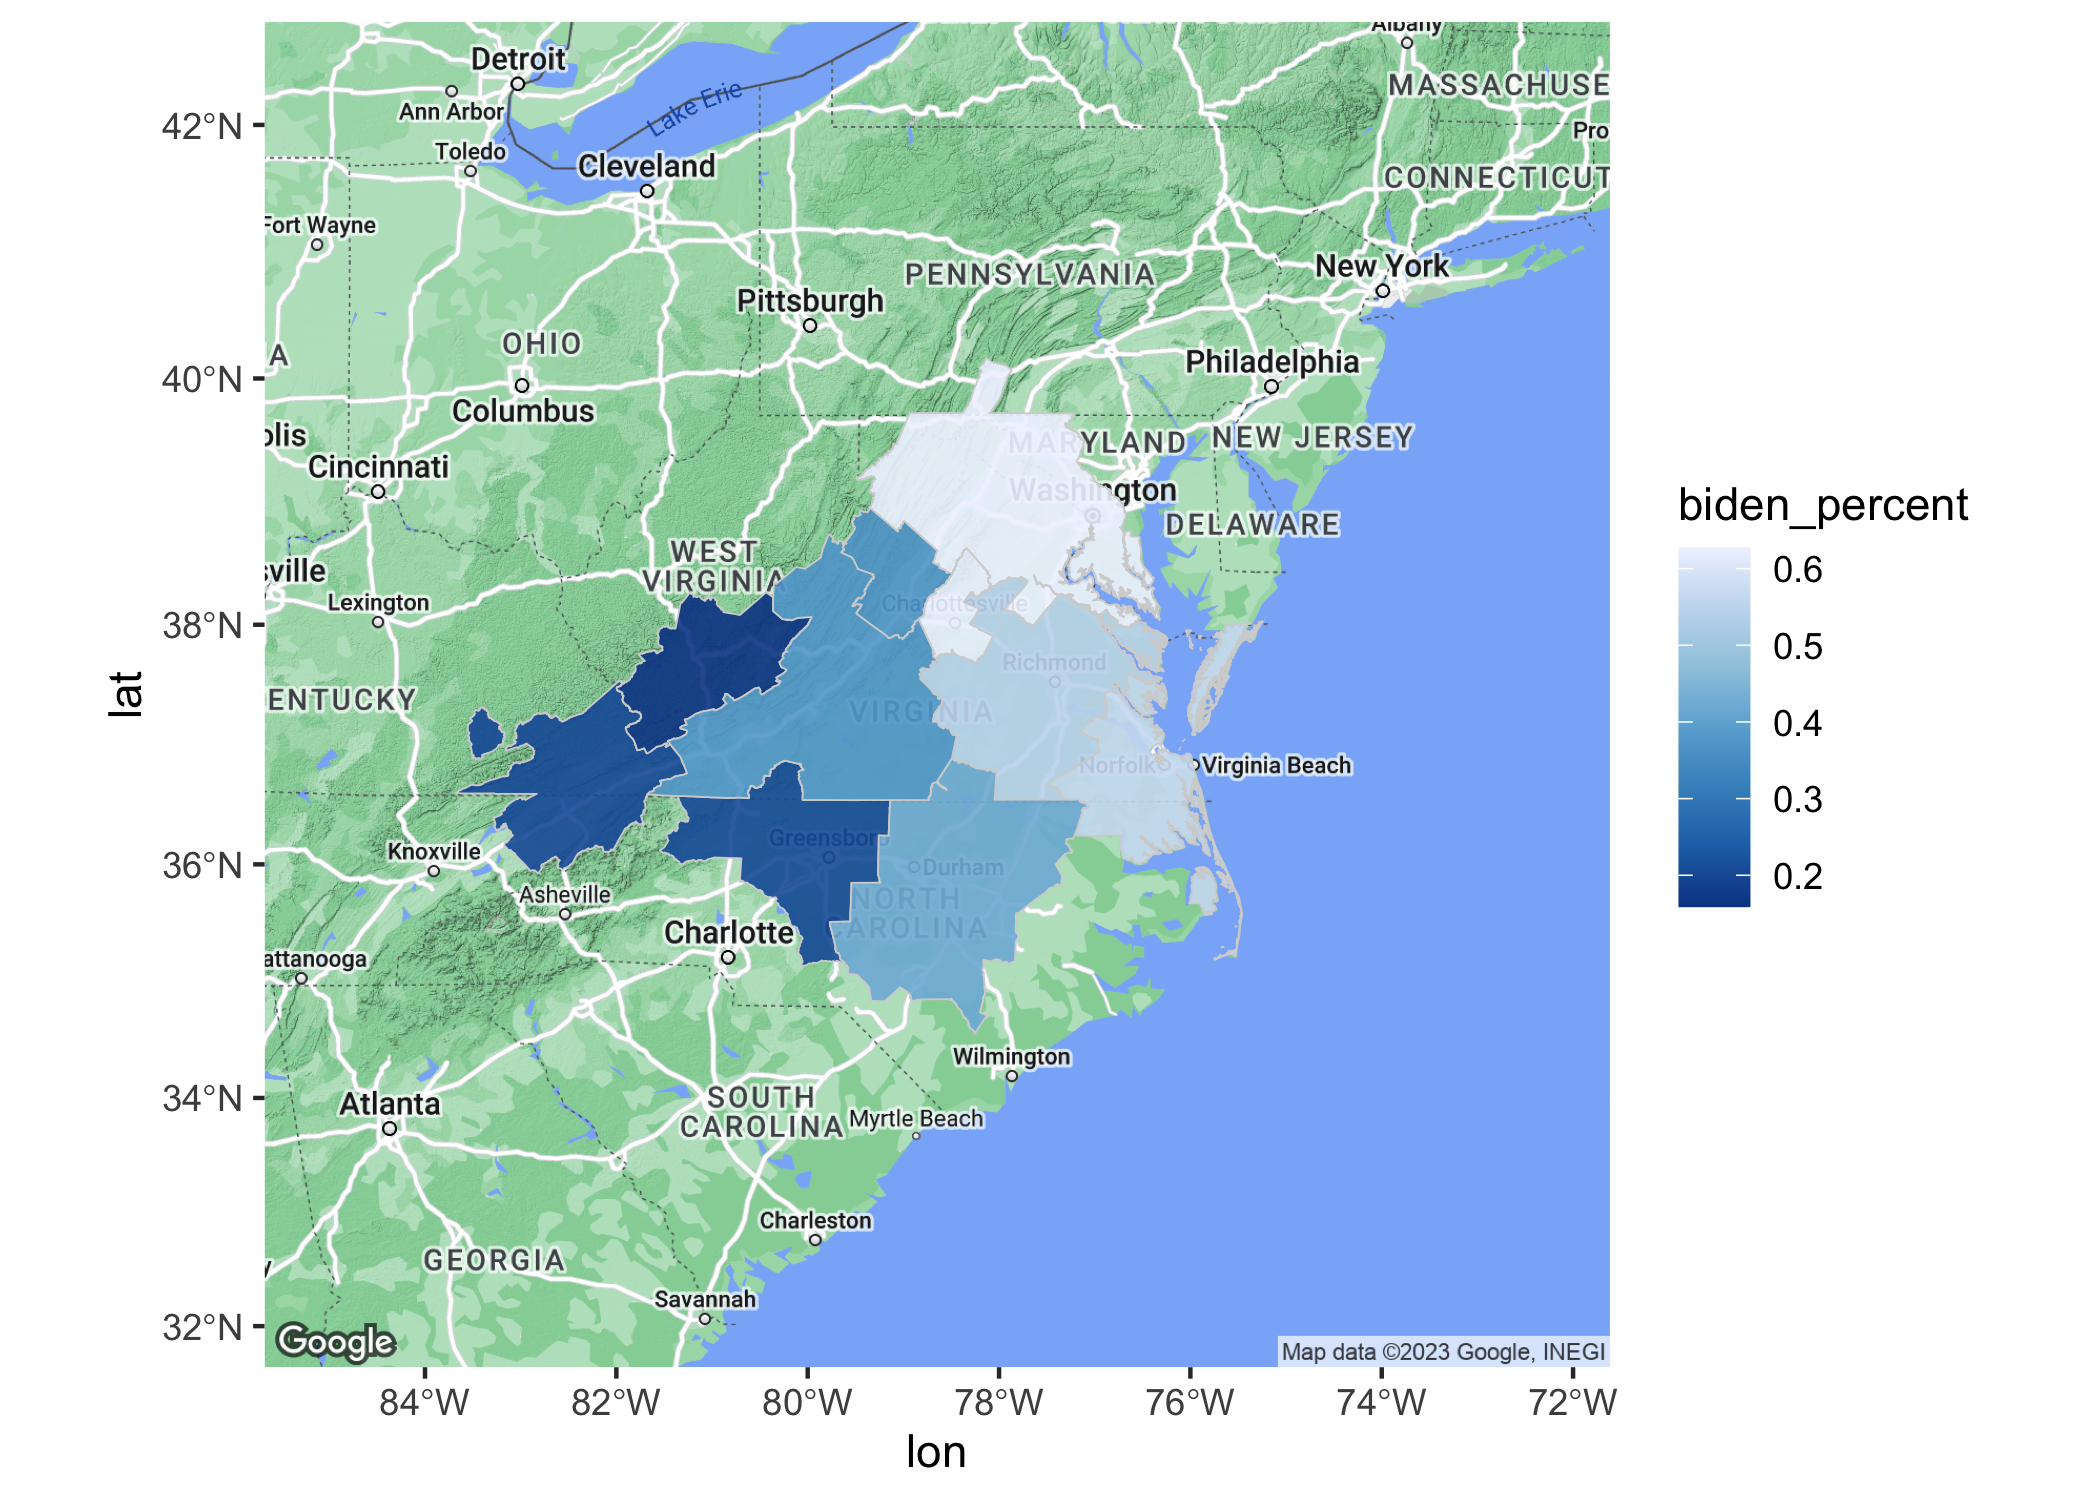 Albany
Detroit
MASSACHUSE
Ann Arbor
Lake Erie
42°N
Pro
Toledo
Cleveland
CONNECTICUT
Fort Wayne
New York
PENNSYLVANIA
Pittsburgh
OHIO
A
Philadelphia
40°N
Columbus
olis
MARYLAND
NEW JERSEY
Cincinnati
Washington
DELAWARE
WEST
VIRGINIA
sville
Lexington
Charlottesville
38°N
Richmond
ENTUCKY
VIRGINIA
Norfolk
Virginia Beach
Greensboro
Knoxville
36°N
Durham
Asheville
NORTH
CAROLINA
Charlotte
attanooga
Wilmington
34°N
Atlanta
SOUTH
CAROLINA
Myrtle Beach
Charleston
GEORGIA
y
Savannah
32°N
Google
Map data ©2023 Google, INEGI
84°W 82°W 80°W 78°W 76°W 74°W 72°W
lon
lat
biden_percent
0.6
0.5
0.4
0.3
0.2